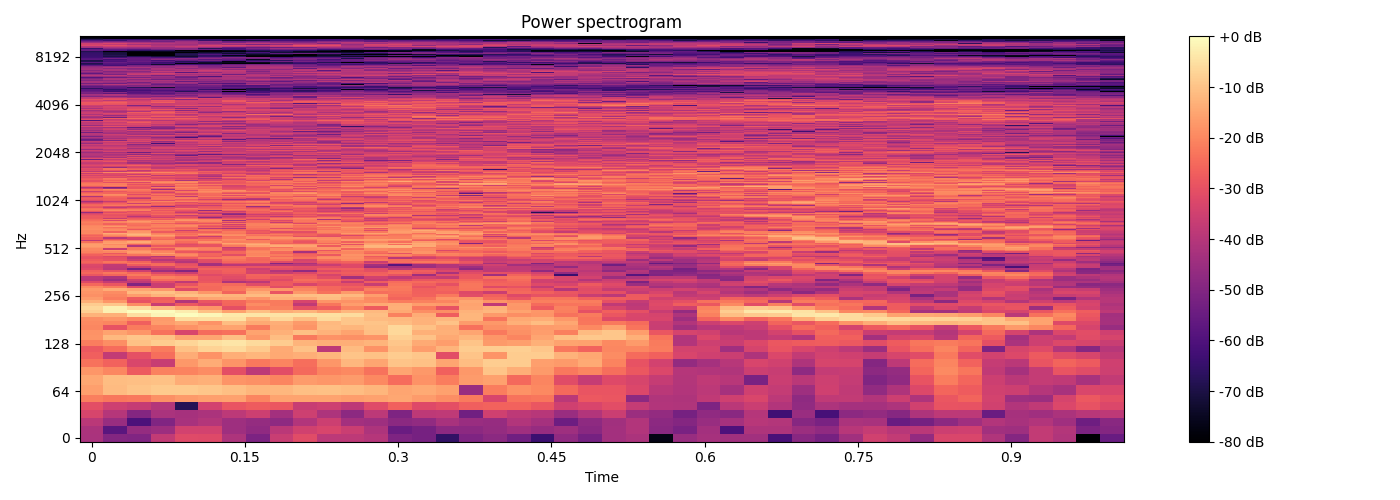 Power spectrogram
Hz
8192
4096
2048
1024
512
256
128
64
0
0 0.15 0.3 0.45 0.6 0.75 0.9
Time
+0 dB
-10 dB
-20 dB
-30 dB
-40 dB
-50 dB
-60 dB
-70 dB
-80 dB